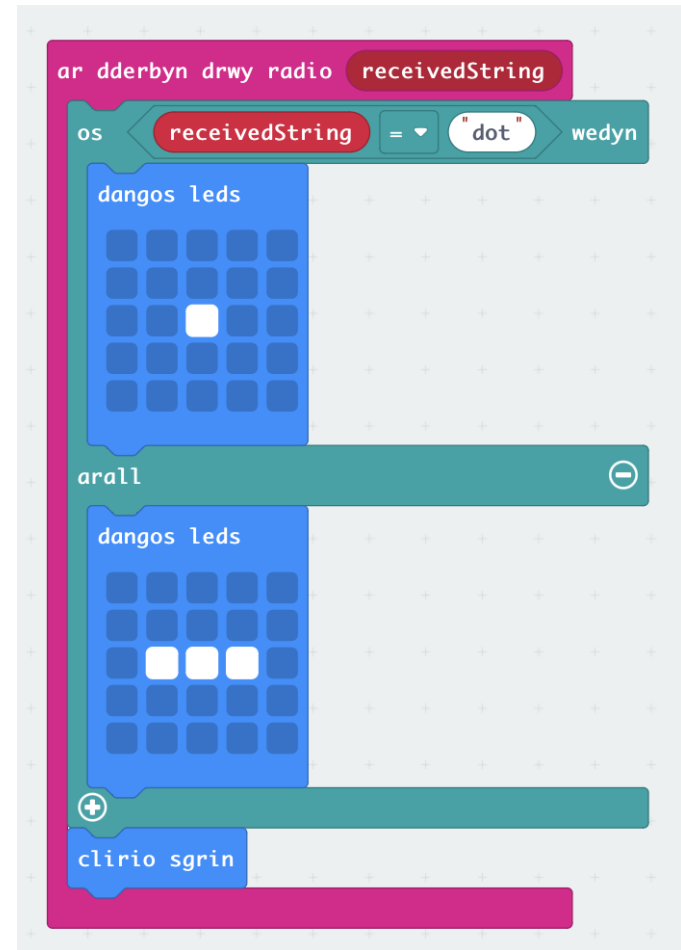 ar dderbyn drwy radio receivedString
os receivedString = "dot" wedyn
dangos leds
arall
dangos leds
clirio sgrin